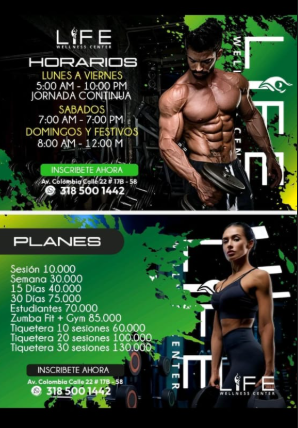 LIFE
WELLNESS CENTER
HORARIOS
LUNES A VIERNES
5:00 AM - 10:00 PM
JORNADA CONTINUA
SABADOS
7:00 AM - 7:00 PM
DOMINGOS Y FESTIVOS
8:00 AM - 12:00 M
INSCRIBETE AHORA
Av. Colombia Calle 22 # 17B - 58
318 500 1442
LIFE
PLANES
Sesión 10.000
Semana 30.000
15 Días 40.000
30 Días 75.000
Estudiantes 70.000
Zumba Fit + Gym 85.000
Tiquetera 10 sesiones 60.000
Tiquetera 20 sesiones 100.000
Tiquetera 30 sesiones 130.000
INSCRIBETE AHORA
Av. Colombia Calle 22 # 17B -58
318 500 1442
LIFE
WELLNESS CENTER